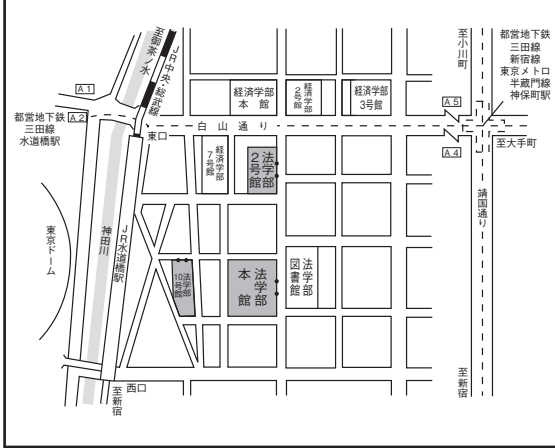 至御茶ノ水
JR中央・総武線
A1
都営地下鉄 A2
三田線
水道橋駅
東口
白山通り
経済学部
本館
経済学部
2号館
経済学部
3号館
至小川町
都営地下鉄
三田線
新宿線
東京メトロ
半蔵門線
神保町駅
A5
A4
至大手町
靖国通り
至新宿
経済学部
7号館
法学部
2号館
東京ドーム
神田川
JR水道橋駅
法学部
10号館
法学部
本館
法学部
図書館
西口
至新宿